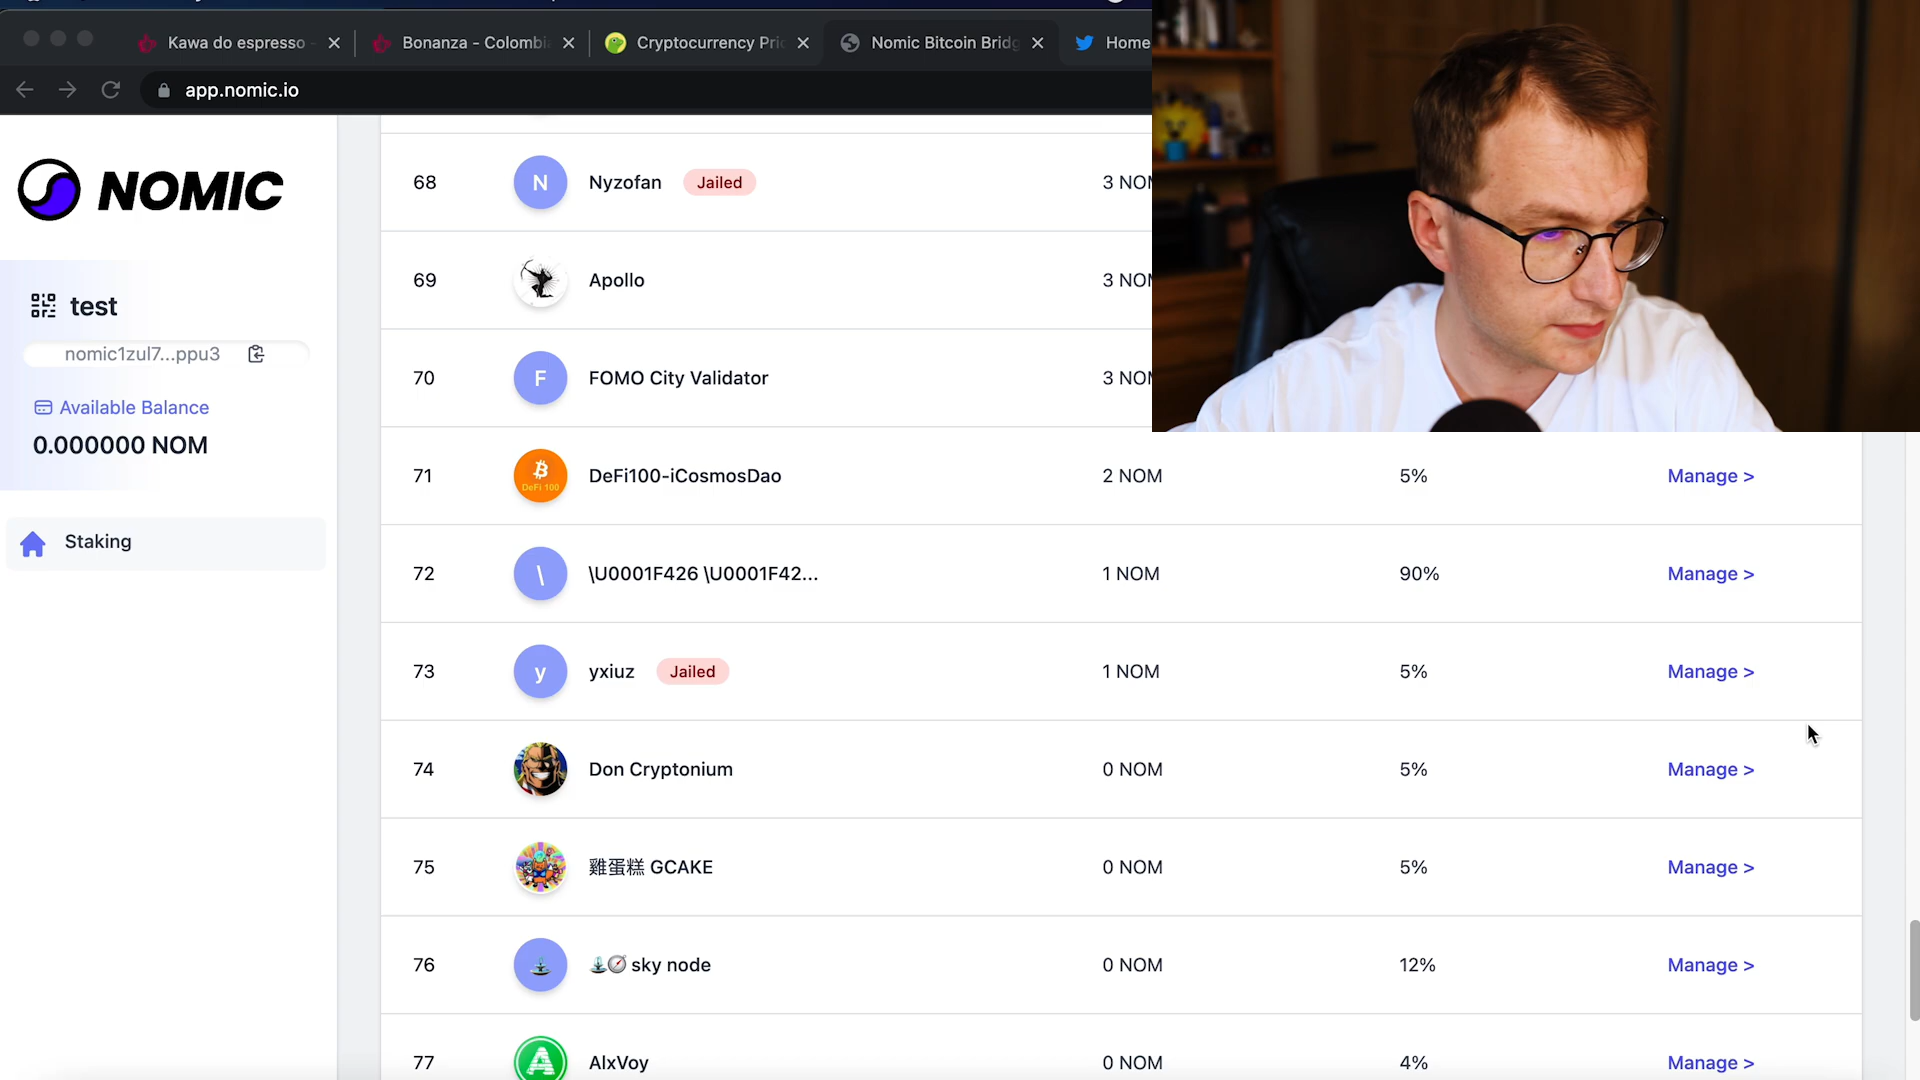 Kawa do espresso -
Bonanza - Colombi
Cryptocurrency Pric
Nomic Bitcoin Bridg
Home
app.nomic.io
NOMIC
test
nomic1zul7...ppu3
Available Balance
0.000000 NOM
Staking
68 N Nyzofan Jailed 3 NOM
69 Apollo 3 NOM
70 F FOMO City Validator 3 NOM
71 DeFi 100 DeFi100-iCosmosDao 2 NOM 5% Manage >
72 \ \U0001F426 \U0001F42... 1 NOM 90% Manage >
73 y yxiuz Jailed 1 NOM 5% Manage >
74 Don Cryptonium 0 NOM 5% Manage >
75 雞蛋糕 GCAKE 0 NOM 5% Manage >
76 sky node 0 NOM 12% Manage >
77 A AlxVoy 0 NOM 4% Manage >